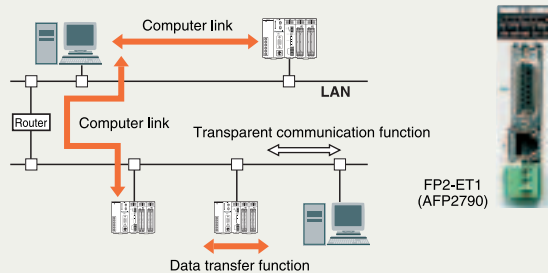 Computer link
LAN
Router
Computer link
Transparent communication function
FP2-ET1
(AFP2790)
Data transfer function